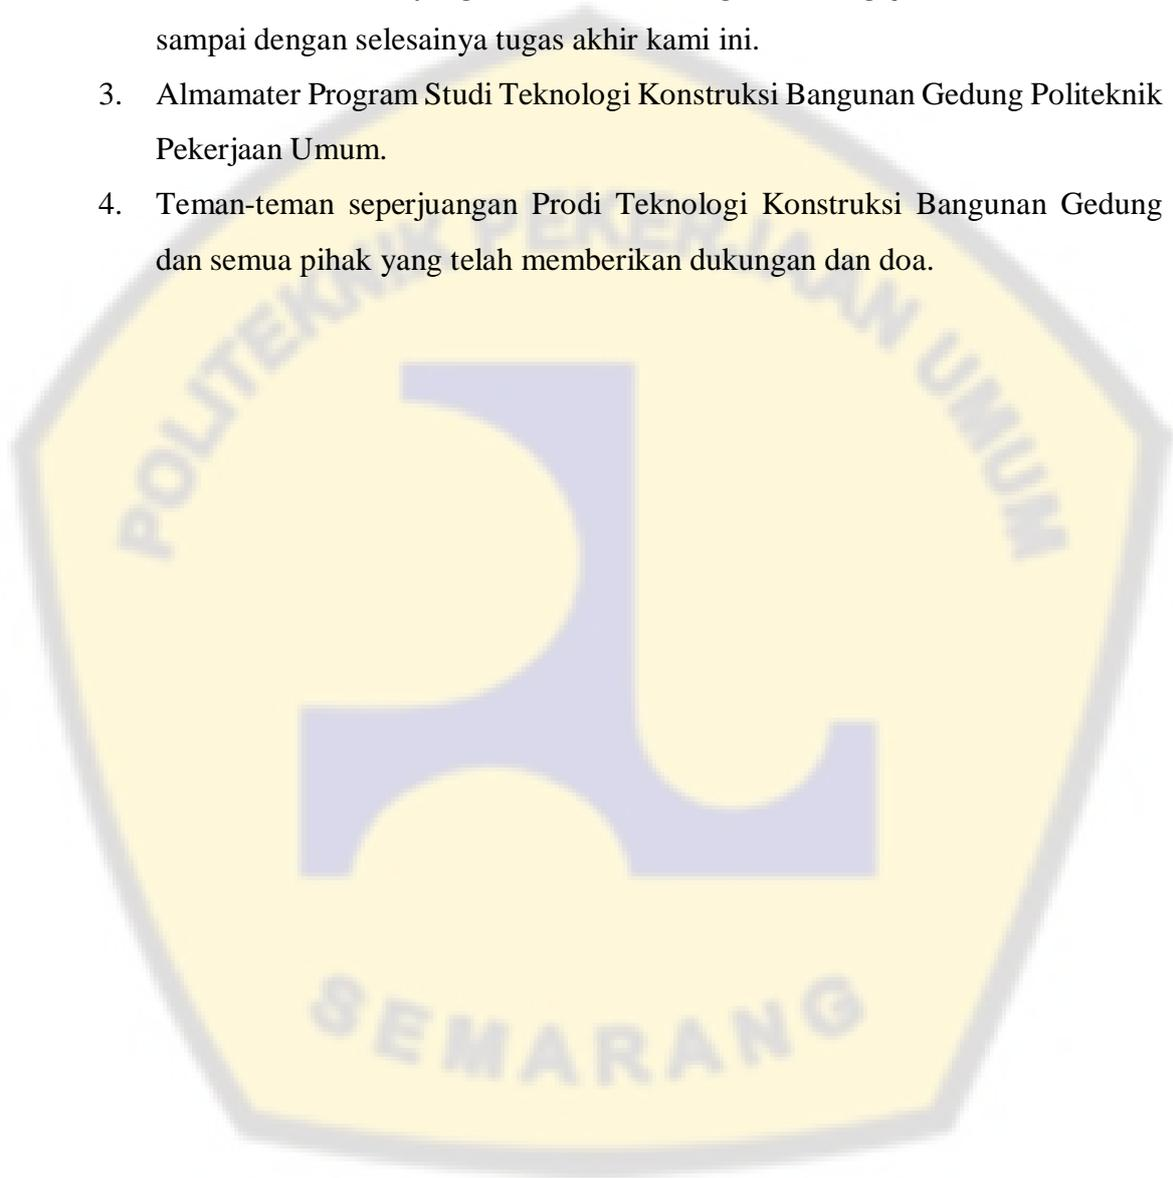 sampai dengan selesainya tugas akhir kami ini.
3. Almamater Program Studi Teknologi Konstruksi Bangunan Gedung Politeknik
Pekerjaan Umum.
4. Teman-teman seperjuangan Prodi Teknologi Konstruksi Bangunan Gedung
dan semua pihak yang telah memberikan dukungan dan doa.
POLITEKNIK PEKERJAAN UMUM
SEMARANG